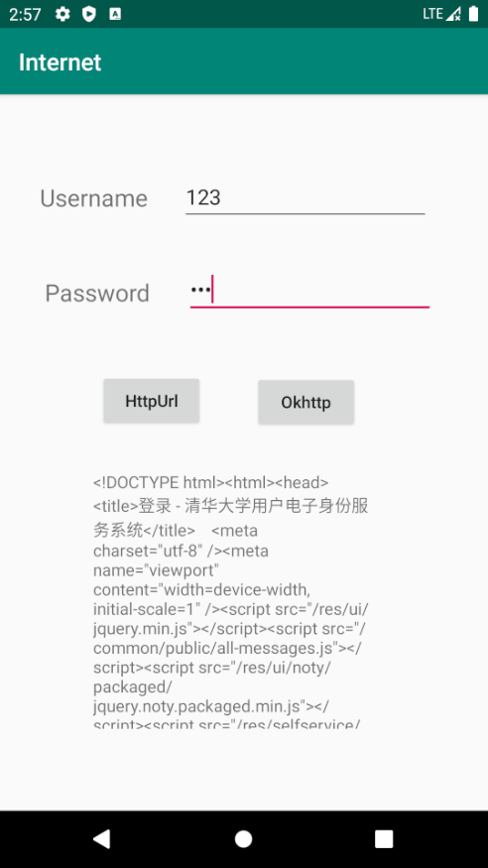 2:57
LTE
Internet
Username 123
Password •••
HttpUrl Okhttp
<!DOCTYPE html><html><head>
<title>登录 - 清华大学用户电子身份服
务系统</title> <meta
charset="utf-8" /><meta
name="viewport"
content="width=device-width,
initial-scale=1" /><script src="/res/ui/
jquery.min.js"></script><script src="/
common/public/all-messages.js"></
script><script src="/res/ui/noty/
packaged/
jquery.noty.packaged.min.js"></
script><script src="/res/selfservice/